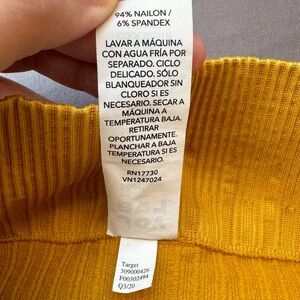 94% NAILON /
6% SPANDEX
LAVAR A MÁQUINA
CON AGUA FRÍA POR
SEPARADO. CICLO
DELICADO. SÓLO
BLANQUEADOR SIN
CLORO SI ES
NECESARIO. SECAR A
MÁQUINA A
TEMPERATURA BAJA.
RETIRAR
OPORTUNAMENTE.
PLANCHAR A BAJA
TEMPERATURA SI ES
NECESARIO.
RN17730
VN1247024
Target
309000426
F00302494
Q3/20